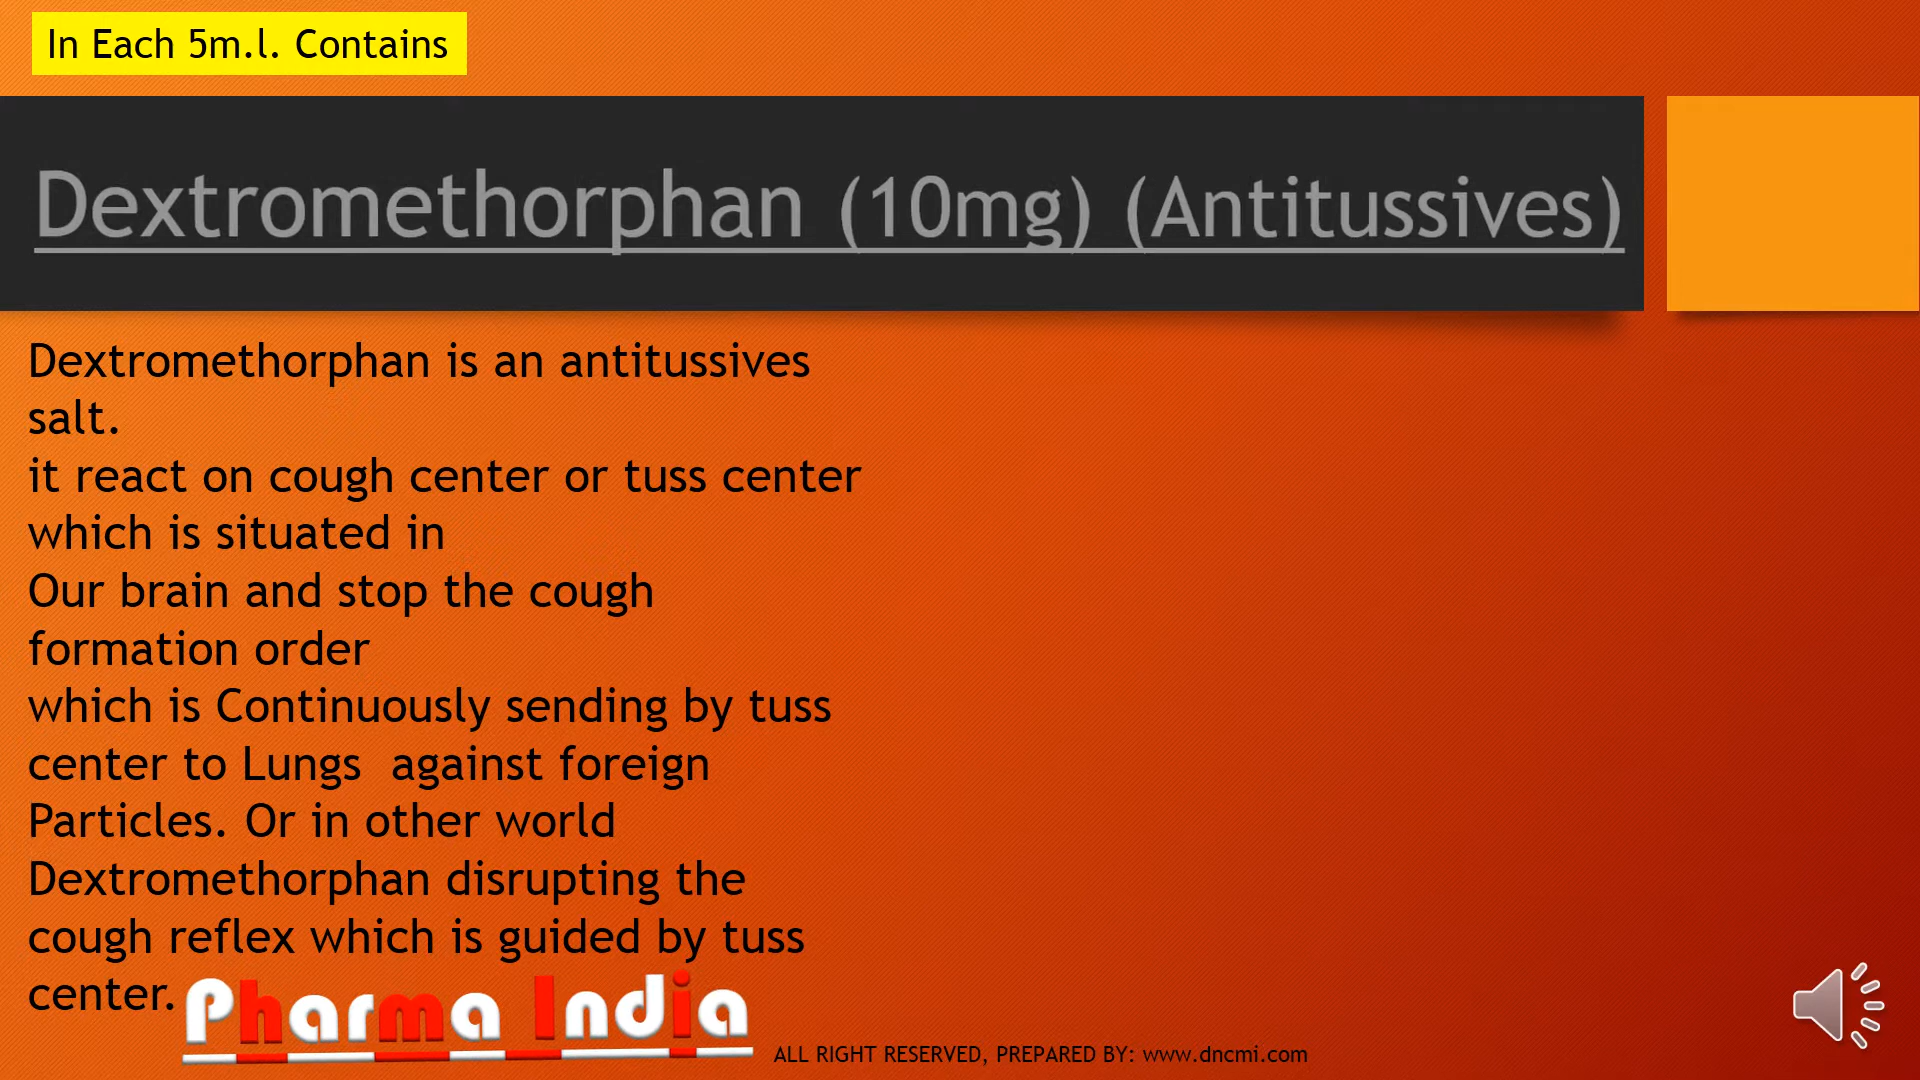 In Each 5m.l. Contains
Dextromethorphan (10mg) (Antitussives)
Dextromethorphan is an antitussives
salt.
it react on cough center or tuss center
which is situated in
Our brain and stop the cough
formation order
which is Continuously sending by tuss
center to Lungs  against foreign
Particles. Or in other world
Dextromethorphan disrupting the
cough reflex which is guided by tuss
center.
Pharma India
ALL RIGHT RESERVED, PREPARED BY: www.dncmi.com